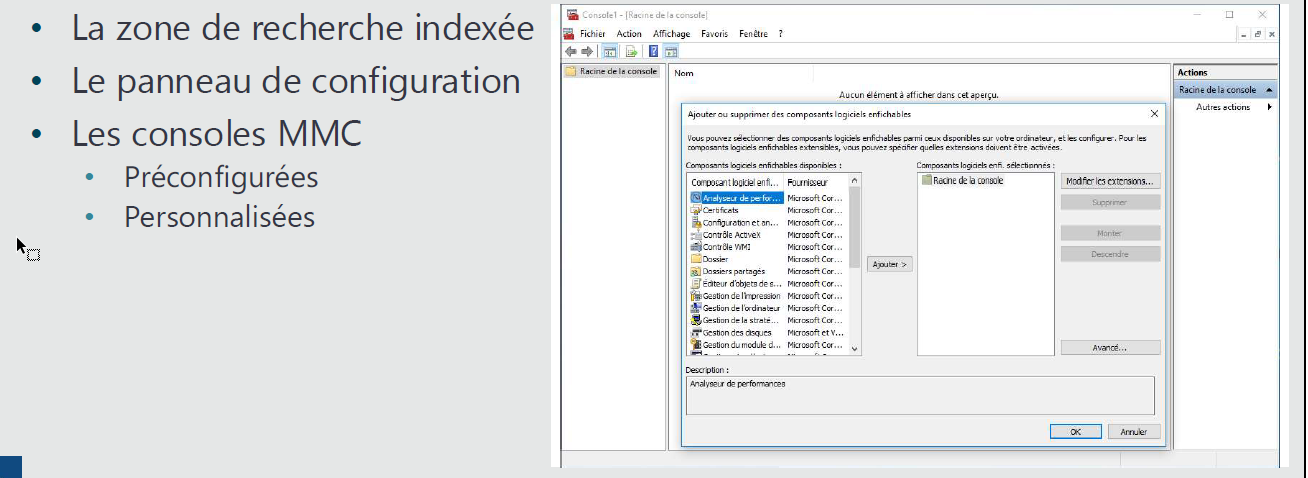 • La zone de recherche indexée
• Le panneau de configuration
• Les consoles MMC
• Préconfigurées
• Personnalisées
Console1 - [Racine de la console]
Fichier Action Affichage Favoris Fenêtre ?
Racine de la console
Nom
Aucun élément à afficher dans cet aperçu.
Actions
Racine de la console
Autres actions
Ajouter ou supprimer des composants logiciels enfichables
Vous pouvez sélectionner des composants logiciels enfichables parmi ceux disponibles sur votre ordinateur, et les configurer. Pour les
composants logiciels enfichables extensibles, vous pouvez spécifier quelles extensions doivent être activées.
Composants logiciels enfichables disponibles :
Composant logiciel enfi... Fournisseur
Analyseur de perfor... Microsoft Cor...
Certificats Microsoft Cor...
Configuration et an... Microsoft Cor...
Contrôle ActiveX Microsoft Cor...
Contrôle WMI Microsoft Cor...
Dossier Microsoft Cor...
Dossiers partagés Microsoft Cor...
Éditeur d'objets de s... Microsoft Cor...
Gestion de l'impression Microsoft Cor...
Gestion de l'ordinateur Microsoft Cor...
Gestion de la straté... Microsoft Cor...
Gestion des disques Microsoft et V...
Gestion du module d... Microsoft Cor...
Ajouter >
Composants logiciels enfi. sélectionnés :
Racine de la console
Modifier les extensions...
Supprimer
Monter
Descendre
Avancé...
Description :
Analyseur de performances
OK Annuler